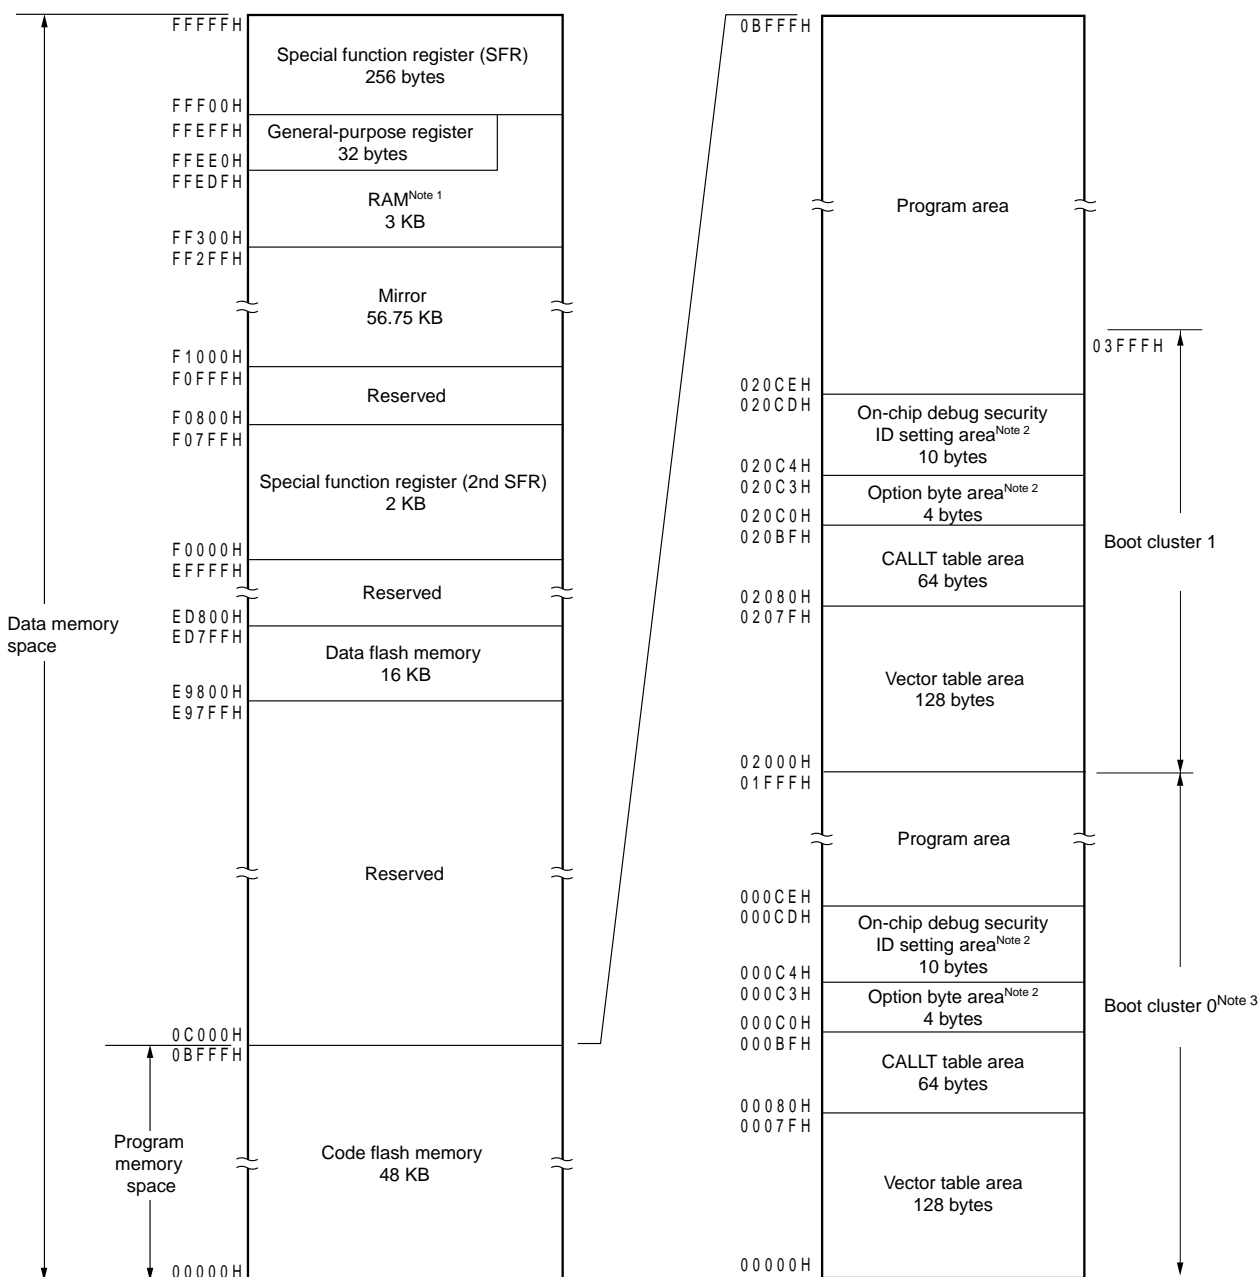 FFFFFH
Special function register (SFR)
256 bytes
FFF00H
FFEFFH
General-purpose register
32 bytes
FFEE0H
FFEDFH
RAMNote 1
3 KB
FF300H
FF2FFH
Mirror
56.75 KB
F1000H
F0FFFH
Reserved
F0800H
F07FFH
Special function register (2nd SFR)
2 KB
F0000H
EFFFFH
Reserved
ED800H
ED7FFH
Data memory
space
Data flash memory
16 KB
E9800H
E97FFH
Reserved
0C000H
0BFFFH
Program
memory
space
Code flash memory
48 KB
00000H
0BFFFH
Program area
03FFFH
020CEH
020CDH
On-chip debug security
ID setting areaNote 2
10 bytes
020C4H
020C3H
Option byte areaNote 2
4 bytes
020C0H
020BFH
Boot cluster 1
CALLT table area
64 bytes
02080H
0207FH
Vector table area
128 bytes
02000H
01FFFH
Program area
000CEH
000CDH
On-chip debug security
ID setting areaNote 2
10 bytes
000C4H
000C3H
Option byte areaNote 2
4 bytes
Boot cluster 0Note 3
000C0H
000BFH
CALLT table area
64 bytes
00080H
0007FH
Vector table area
128 bytes
00000H